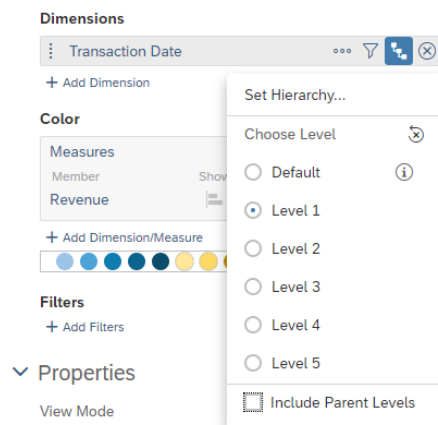 Dimensions
Transaction Date
+ Add Dimension
Set Hierarchy...
Color
Choose Level
Measures
Default
Member Show
Revenue
Level 1
+ Add Dimension/Measure
Level 2
Filters
Level 3
+ Add Filters
Level 4
Level 5
Properties
Include Parent Levels
View Mode